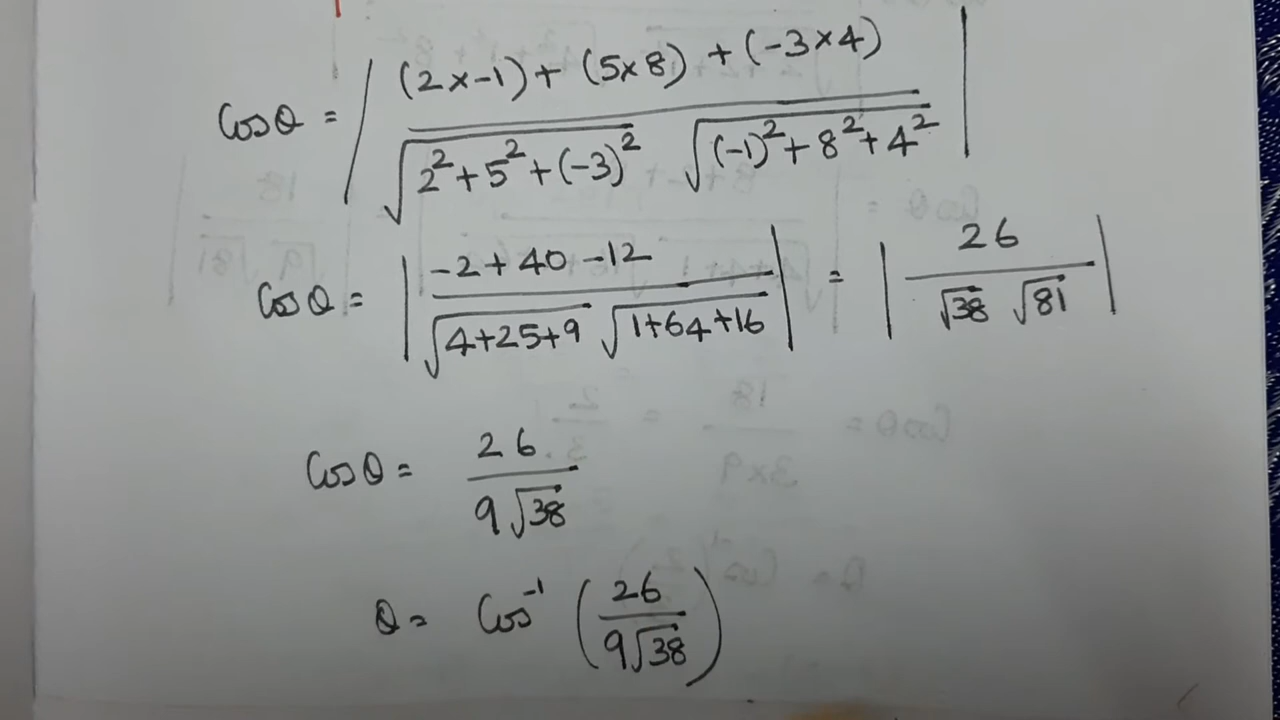 Cosθ = | (2×-1) + (5×8) + (-3×4) / √(2²+5²+(-3)²) √((-1)²+8²+4²) |
Cosθ = | -2+40-12 / √(4+25+9) √(1+64+16) | = | 26 / √38 √81 |
Cosθ = 26 / 9√38
θ = Cos⁻¹ ( 26 / 9√38 )